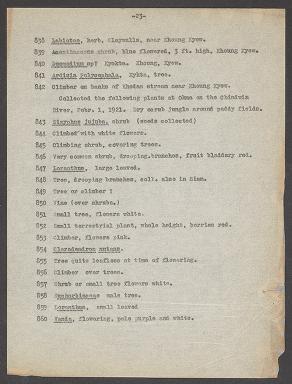 -23-
838 Labiatae, herb. Claywells, near Khoung Kyew.
839 Acanthaceous shrub, blue flowered, 3 ft. high, Khoung Kyew.
840 Desmodium sp? Kyokta. Khoung, Kyew.
841 Ardisia Polycephala. Kykta, tree.
842 Climber on banks of Khodan stream near Khoung Kyew.
Collected the following plants at Okma on the Chindwin
River, Febr. 1, 1921. Dry scrub jungle around paddy fields.
843 Zizyphus jujuba. shrub (seeds collected)
844 Climbed with white flowers.
845 Climbing shrub, covering trees.
846 Very common shrub, drooping branches, fruit bladdery red.
847 Loranthus, large leaved.
848 Tree, drooping branches, coll. also in Siam.
849 Tree or climber ?
850 Vine (over shrubs.)
851 Small tree, flowers white.
852 Small terrestrial plant, whole height, berries red.
853 Climber, flowers pink.
854 Clerodendron nutans.
855 Tree quite leafless at time of flowering.
856 Climber over trees.
857 Shrub or small tree flowers white.
858 Euphorbiaceae male tree.
859 Loranthus, small leaved
860 Vanda, flowering, pale purple and white.